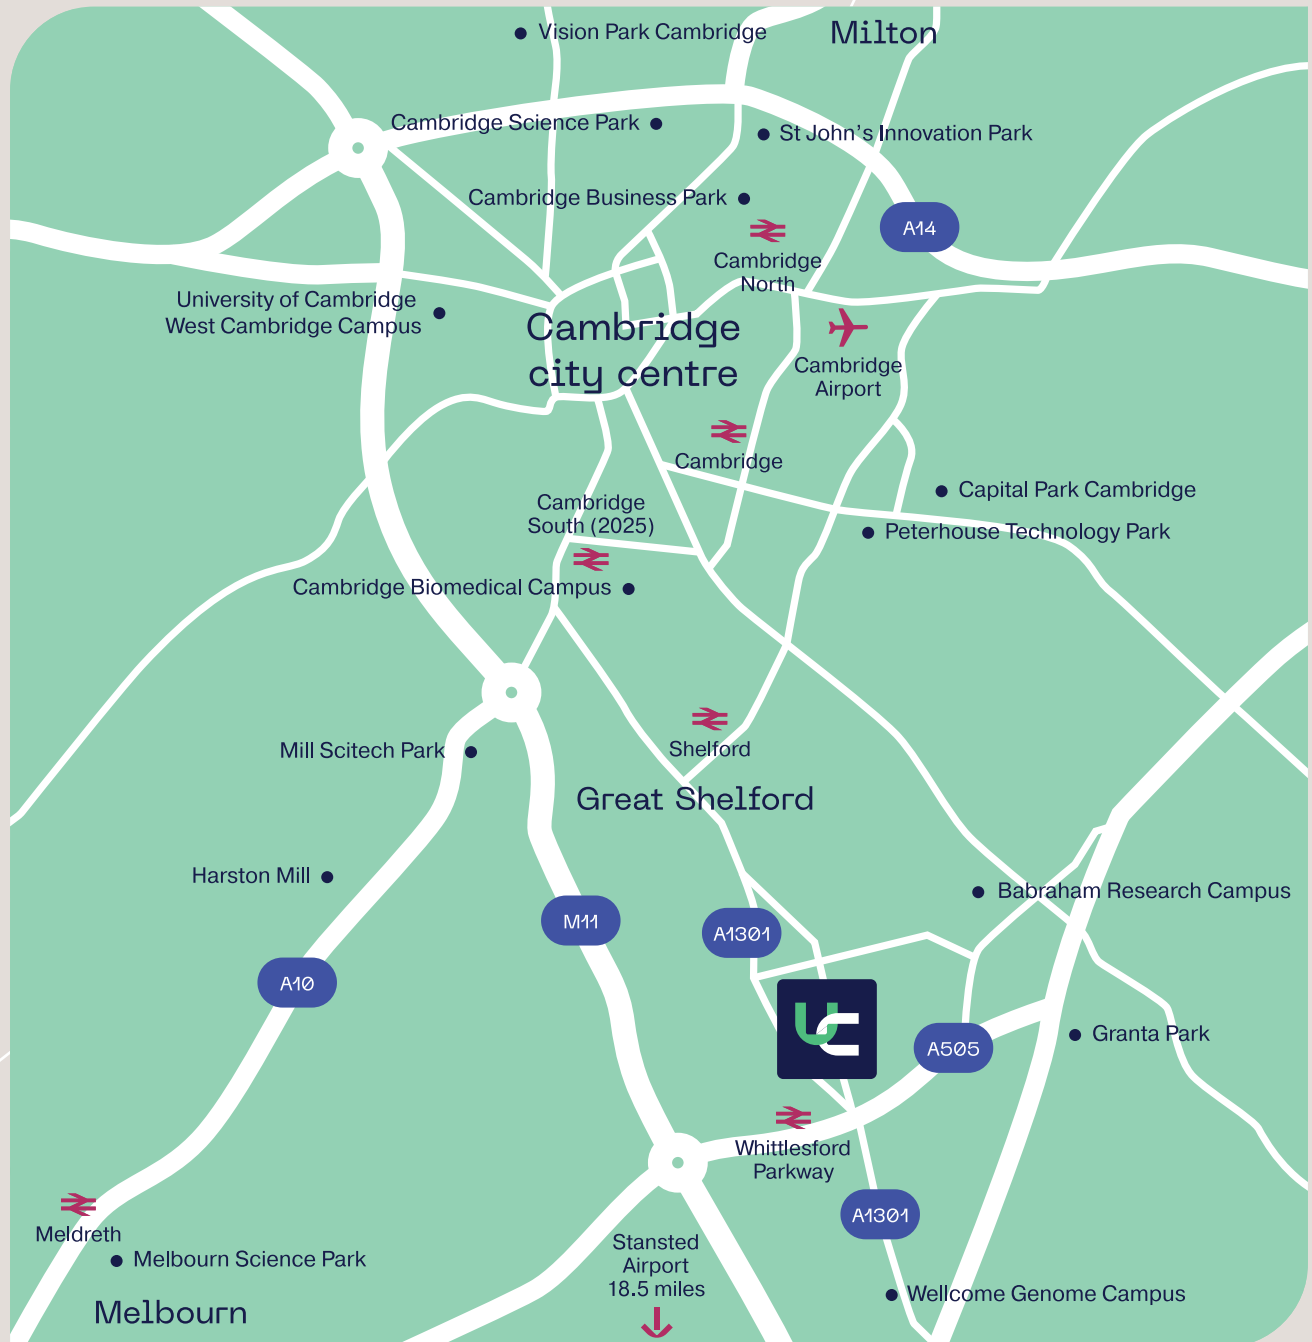 Vision Park Cambridge
Milton
Cambridge Science Park
St John's Innovation Park
Cambridge Business Park
A14
Cambridge
North
University of Cambridge
West Cambridge Campus
Cambridge
city centre
Cambridge
Airport
Cambridge
Capital Park Cambridge
Cambridge
South (2025)
Peterhouse Technology Park
Cambridge Biomedical Campus
Shelford
Mill Scitech Park
Great Shelford
Harston Mill
Babraham Research Campus
M11
A1301
A10
UC
Granta Park
A505
Whittlesford
Parkway
A1301
Meldreth
Melbourn Science Park
Stansted
Airport
18.5 miles
Wellcome Genome Campus
Melbourn